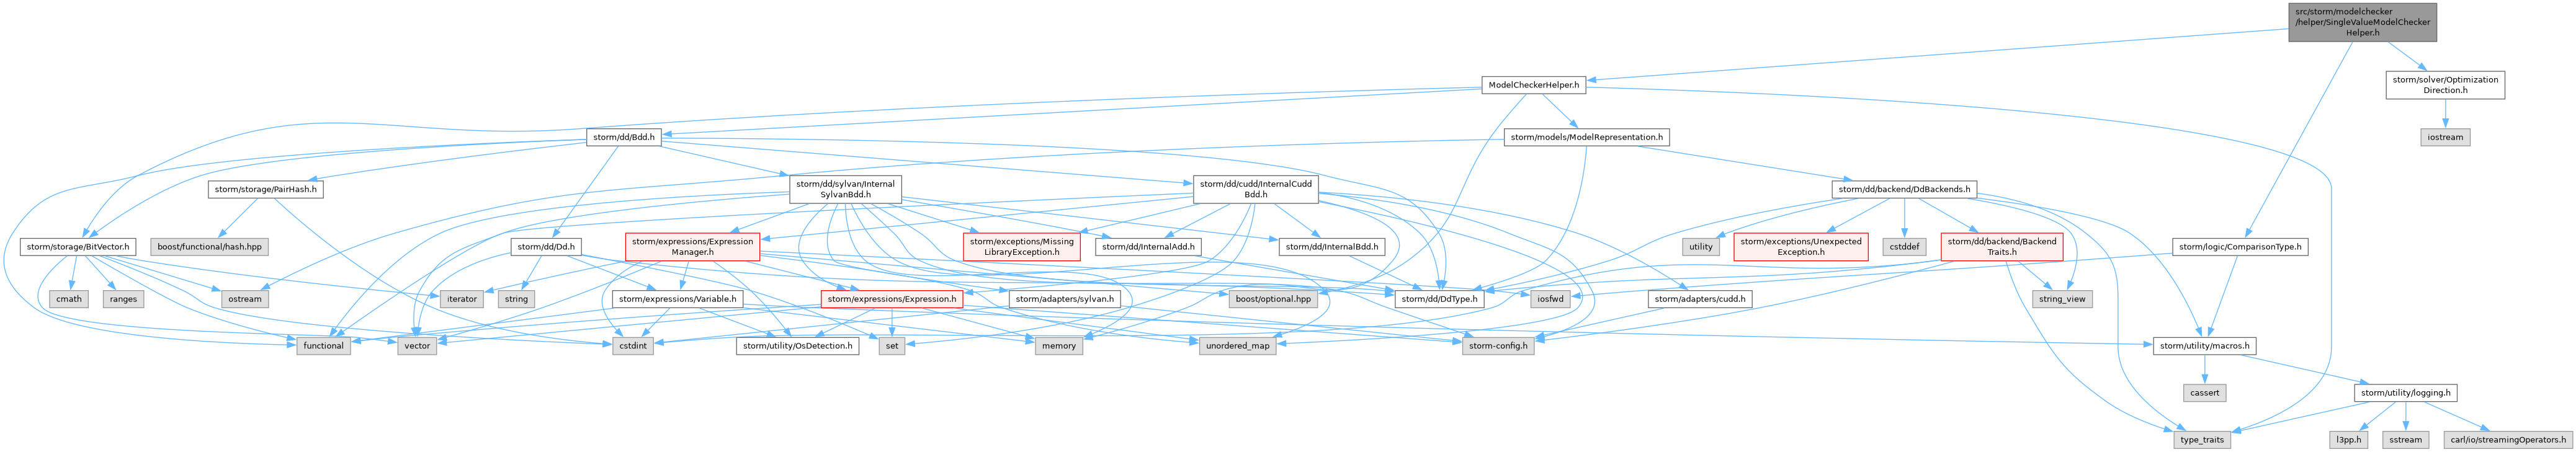 src/storm/modelchecker
/helper/SingleValueModelChecker
Helper.h
ModelCheckerHelper.h
storm/solver/Optimization
Direction.h
storm/dd/Bdd.h
storm/models/ModelRepresentation.h
iostream
storm/storage/PairHash.h
storm/dd/sylvan/Internal
SylvanBdd.h
storm/dd/cudd/InternalCudd
Bdd.h
storm/dd/backend/DdBackends.h
storm/storage/BitVector.h
boost/functional/hash.hpp
storm/dd/Dd.h
storm/expressions/Expression
Manager.h
storm/exceptions/Missing
LibraryException.h
storm/dd/InternalAdd.h
storm/dd/InternalBdd.h
utility
storm/exceptions/Unexpected
Exception.h
cstddef
storm/dd/backend/Backend
Traits.h
storm/logic/ComparisonType.h
cmath
ranges
ostream
iterator
string
storm/expressions/Variable.h
storm/expressions/Expression.h
storm/adapters/sylvan.h
boost/optional.hpp
storm/dd/DdType.h
iosfwd
storm/adapters/cudd.h
string_view
functional
vector
cstdint
storm/utility/OsDetection.h
set
memory
unordered_map
storm-config.h
storm/utility/macros.h
cassert
storm/utility/logging.h
type_traits
l3pp.h
sstream
carl/io/streamingOperators.h